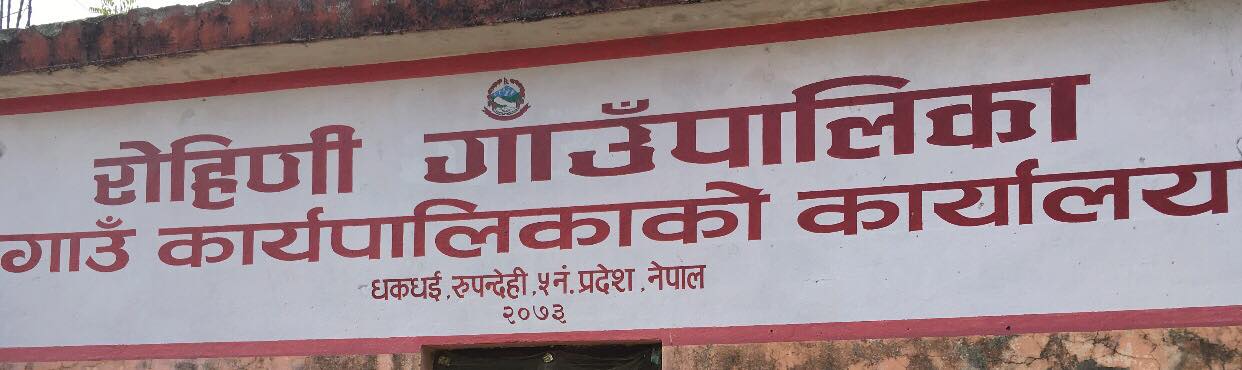 रोहिणी गाउँपालिका
गाउँ कार्यपालिकाको कार्यालय
धकधई, रुपन्देही, ५ नं. प्रदेश, नेपाल
२०७३